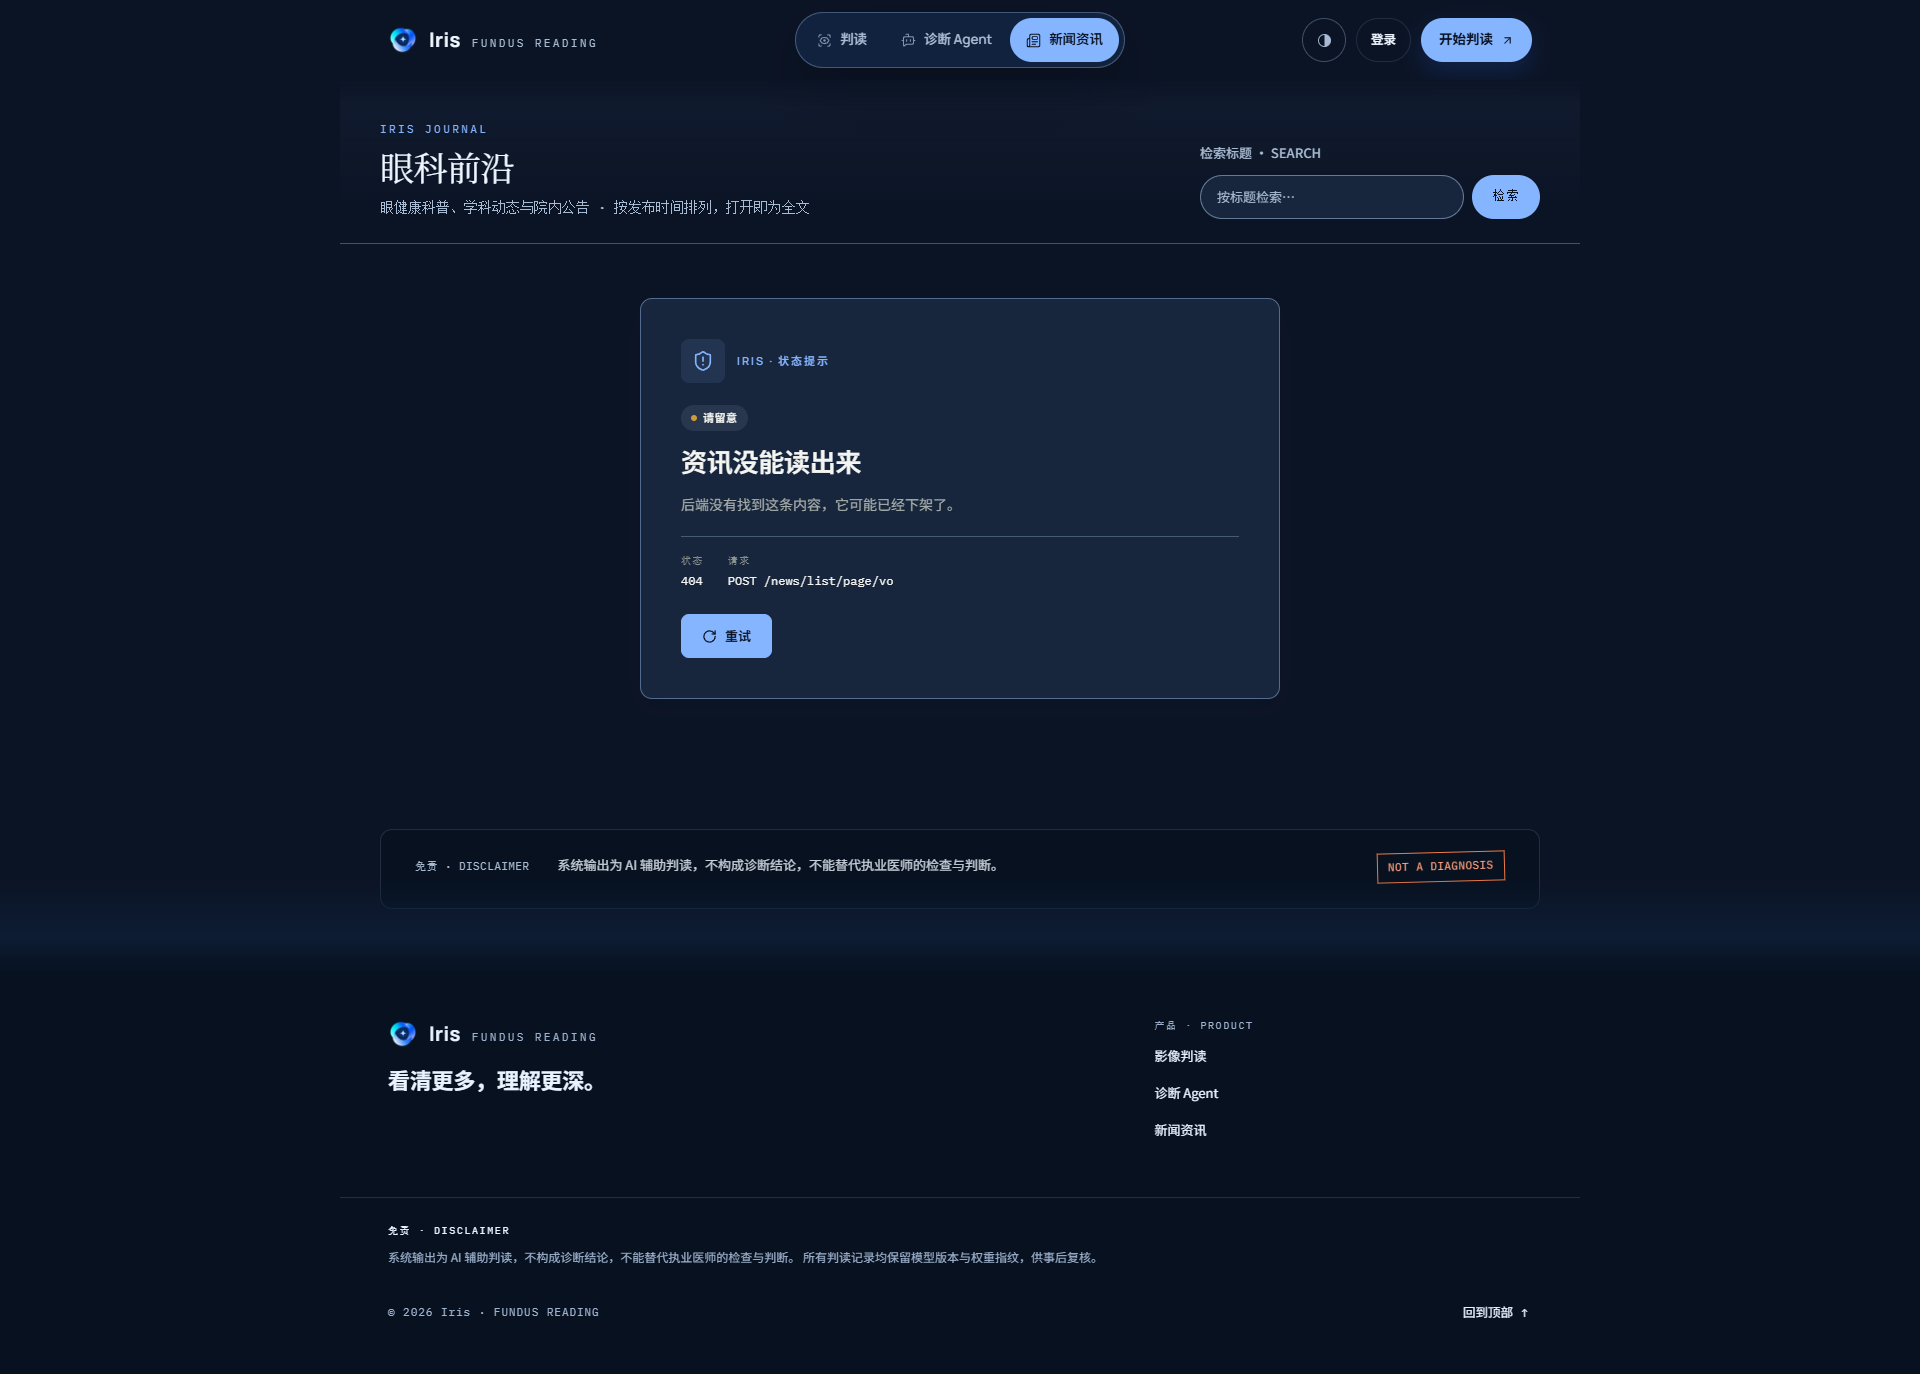 Iris FUNDUS READING
判读
诊断 Agent
新闻资讯
登录
开始判读
IRIS JOURNAL
眼科前沿
眼健康科普、学科动态与院内公告 · 按发布时间排列，打开即为全文
检索标题 · SEARCH
按标题检索…
检索
IRIS · 状态提示
请留意
资讯没能读出来
后端没有找到这条内容，它可能已经下架了。
状态 请求
404 POST /news/list/page/vo
重试
免责 · DISCLAIMER
系统输出为 AI 辅助判读，不构成诊断结论，不能替代执业医师的检查与判断。
NOT A DIAGNOSIS
Iris FUNDUS READING
看清更多，理解更深。
产品 · PRODUCT
影像判读
诊断 Agent
新闻资讯
免责 · DISCLAIMER
系统输出为 AI 辅助判读，不构成诊断结论，不能替代执业医师的检查与判断。 所有判读记录均保留模型版本与权重指纹，供事后复核。
© 2026 Iris · FUNDUS READING
回到顶部 ↑